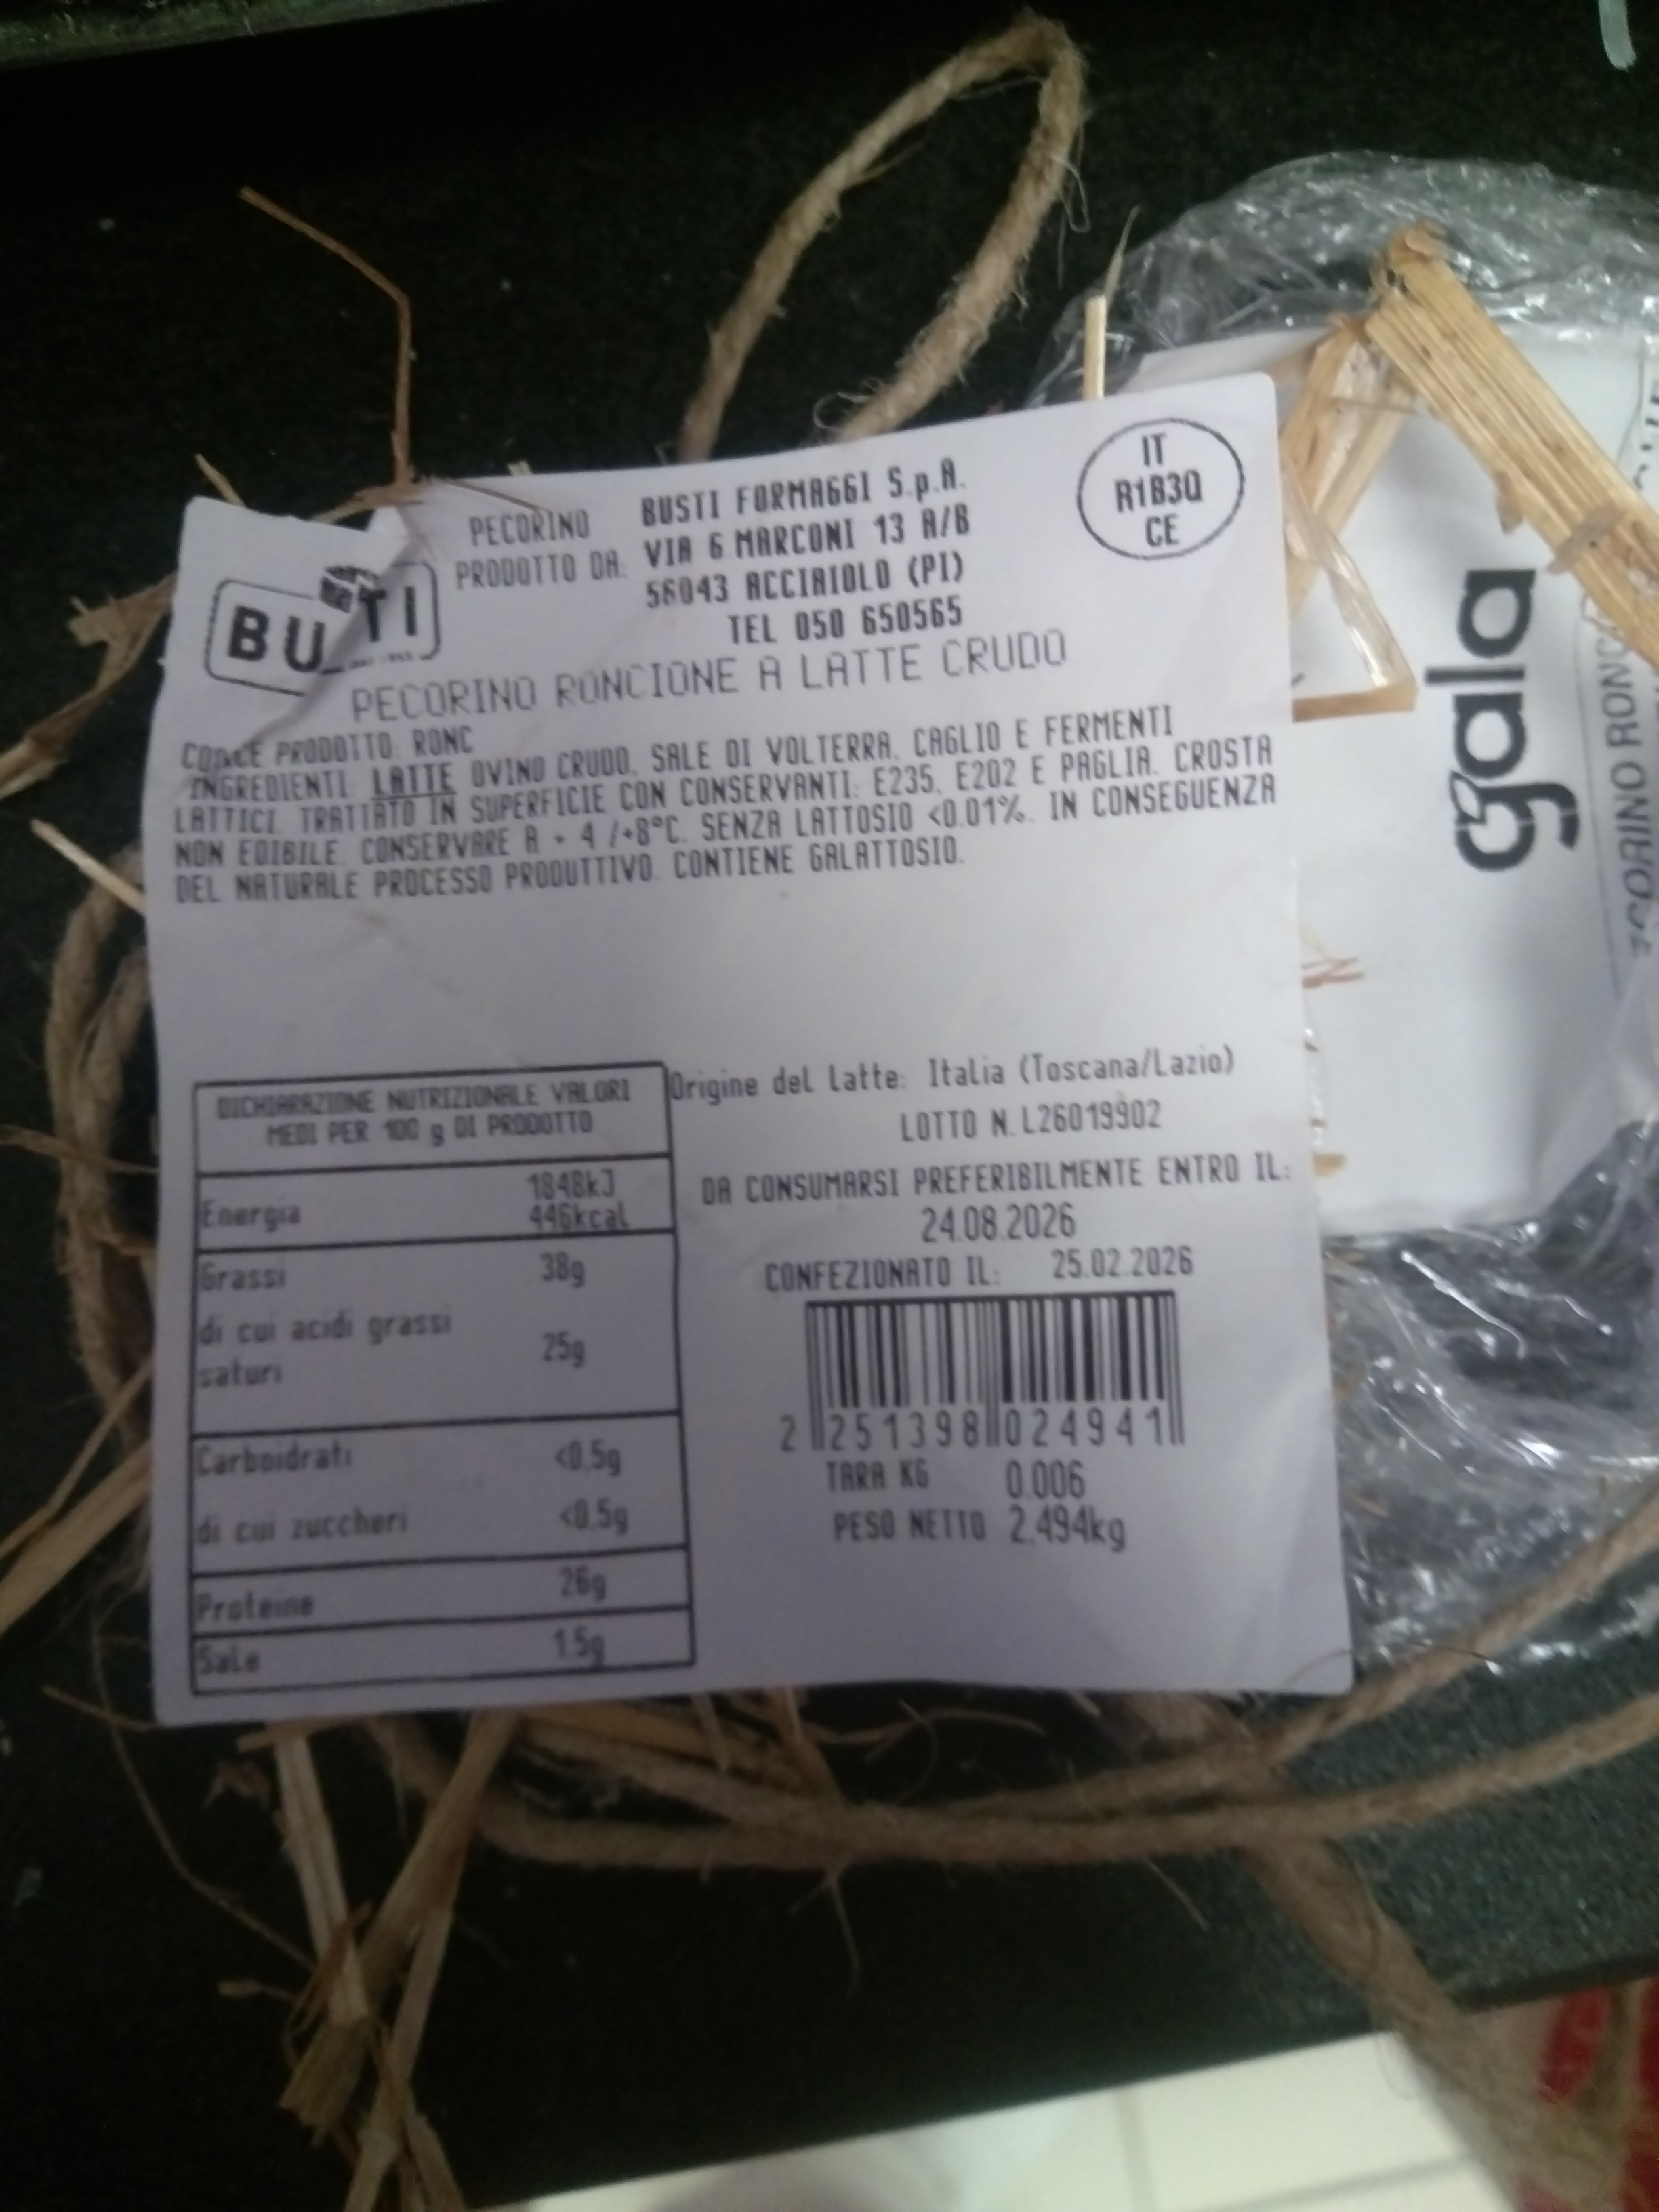 BUSTI
PECORINO
PRODOTTO DA:
BUSTI FORMAGGI S.p.A.
VIA G MARCONI 13 A/B
56043 ACCIAIOLO (PI)
TEL 050 650565
IT
A1B3Q
CE
PECORINO RONCIONE A LATTE CRUDO
CODICE PRODOTTO: RONC
INGREDIENTI: LATTE OVINO CRUDO, SALE DI VOLTERRA, CAGLIO E FERMENTI
LATTICI. TRATTATO IN SUPERFICIE CON CONSERVANTI: E235, E202 E PAGLIA. CROSTA
NON EDIBILE. CONSERVARE A + 4 /+8°C. SENZA LATTOSIO <0.01%. IN CONSEGUENZA
DEL NATURALE PROCESSO PRODUTTIVO. CONTIENE GALATTOSIO.
DICHIARAZIONE NUTRIZIONALE VALORI
MEDI PER 100 g DI PRODOTTO
Energia 1848kJ
446kcal
Grassi 38g
di cui acidi grassi
saturi 25g
Carboidrati <0.5g
di cui zuccheri <0.5g
Proteine 26g
Sale 1.5g
Origine del latte: Italia (Toscana/Lazio)
LOTTO N. L26019902
DA CONSUMARSI PREFERIBILMENTE ENTRO IL:
24.08.2026
CONFEZIONATO IL: 25.02.2026
2 251398 024941
TARA KG 0.006
PESO NETTO 2.494kg
gala